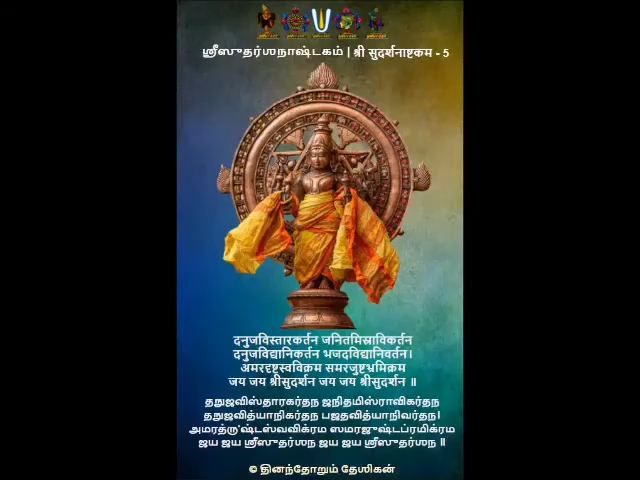 ஶ்ரீஸுதர்ஶநாஷ்டகம் | श्री सुदर्शनाष्टकम - 5
दनुजविस्तारकर्तन जनितमिस्राविकर्तन
दनुजविद्यानिकर्तन भजदविद्यानिवर्तन।
अमरदृष्टस्वविक्रम समरजुष्टभ्रमिक्रम
जय जय श्रीसुदर्शन जय जय श्रीसुदर्शन ॥
தநுஜவிஸ்தாரகர்தந ஜநிதமிஸ்ராவிகர்தந
தநுஜவித்யாநிகர்தந பஜதவித்யாநிவர்தந।
அமரத்ருʼஷ்டஸ்வவிக்ரம ஸமரஜுஷ்டப்ரமிக்ரம
ஜய ஜய ஶ்ரீஸுதர்ஶந ஜய ஜய ஶ்ரீஸுதர்ஶந ॥
© தினந்தோறும் தேஶிகன்